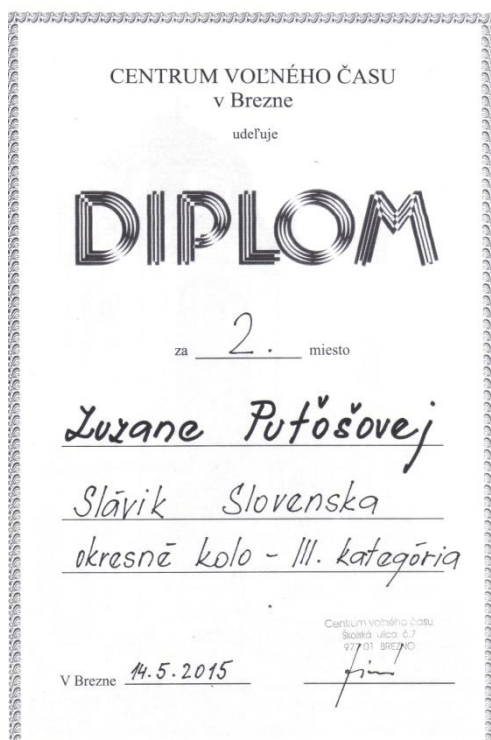 CENTRUM VOĽNÉHO ČASU
v Brezne
udeľuje
DIPLOM
za 2. miesto
Zuzane Puťošovej
Slávik Slovenska
okresné kolo - III. kategória
Centrum voľného času
Školská ulica č.7
977 01 BREZNO
V Brezne 14.5.2015